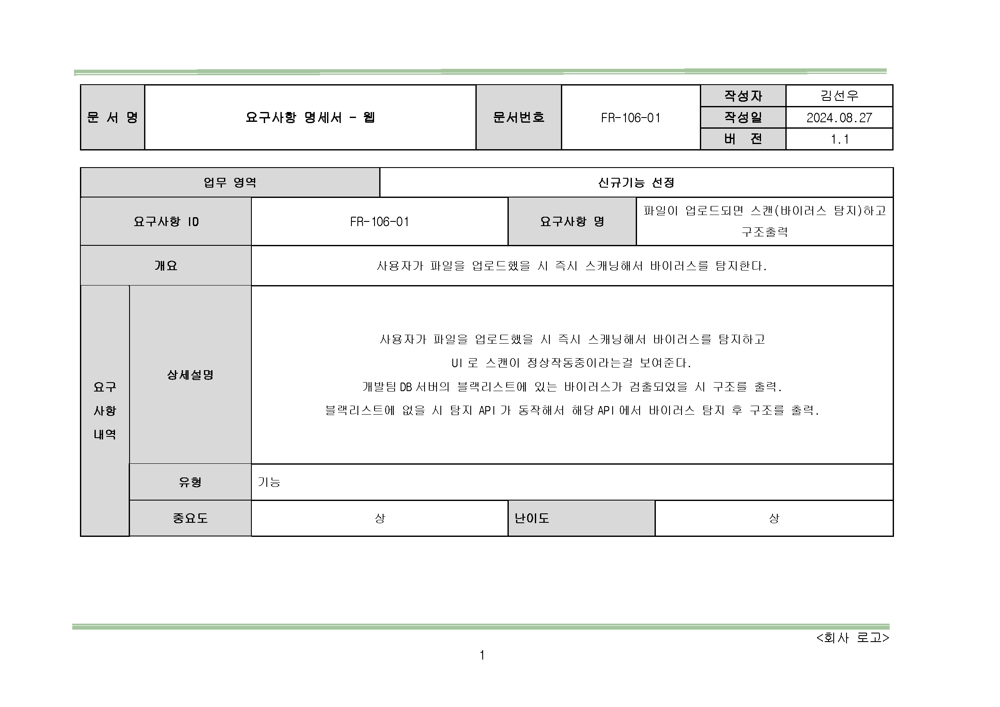 문 서 명
요구사항 명세서 - 웹
문서번호
FR-106-01
작성자
김선우
작성일
2024.08.27
버 전
1.1
업무 영역
신규기능 선정
요구사항 ID
FR-106-01
요구사항 명
파일이 업로드되면 스캔(바이러스 탐지)하고
구조출력
개요
사용자가 파일을 업로드했을 시 즉시 스캐닝해서 바이러스를 탐지한다.
요구
사항
내역
상세설명
사용자가 파일을 업로드했을 시 즉시 스캐닝해서 바이러스를 탐지하고
UI로 스캔이 정상작동중이라는걸 보여준다.
개발팀 DB서버의 블랙리스트에 있는 바이러스가 검출되었을 시 구조를 출력.
블랙리스트에 없을 시 탐지 API가 동작해서 해당 API에서 바이러스 탐지 후 구조를 출력.
유형
기능
중요도
상
난이도
상
<회사 로고>
1